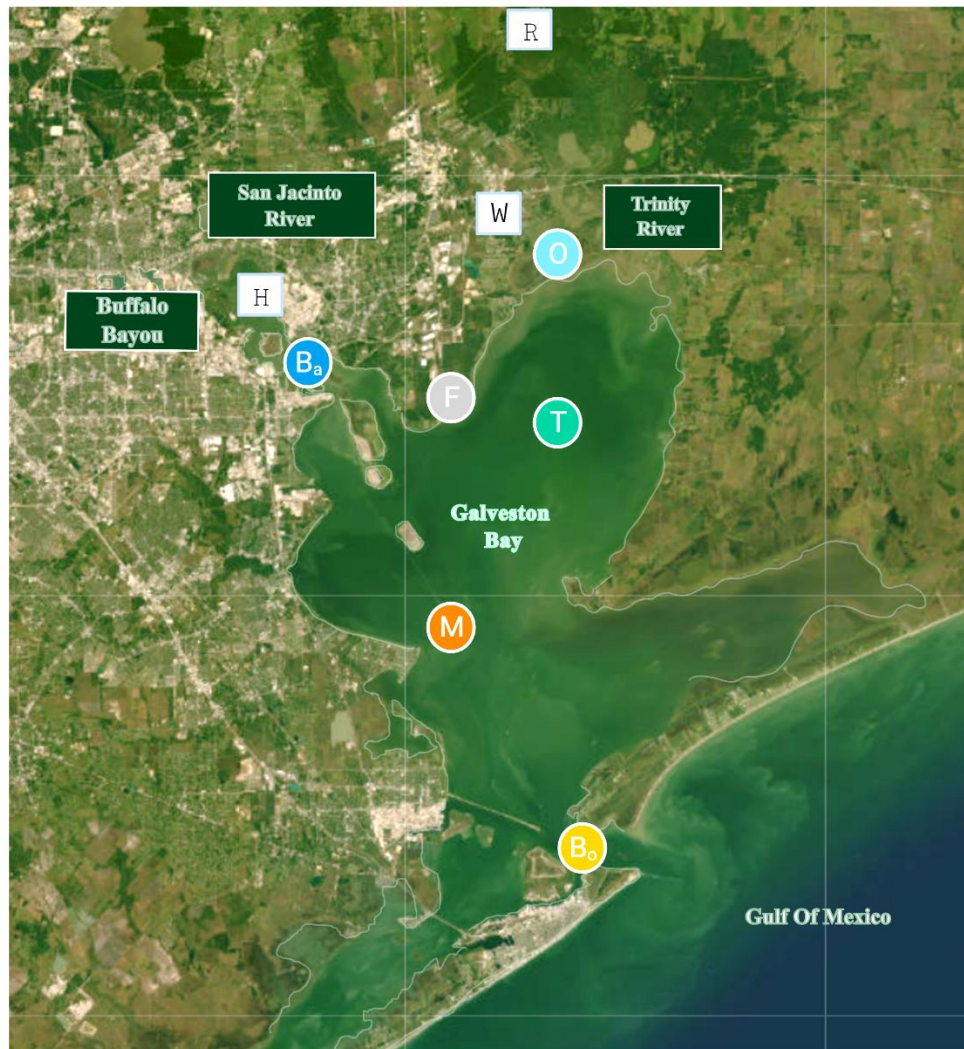 R
San Jacinto
River
W
Trinity
River
O
H
Buffalo
Bayou
Ba
F
T
Galveston
Bay
M
Bo
Gulf Of Mexico